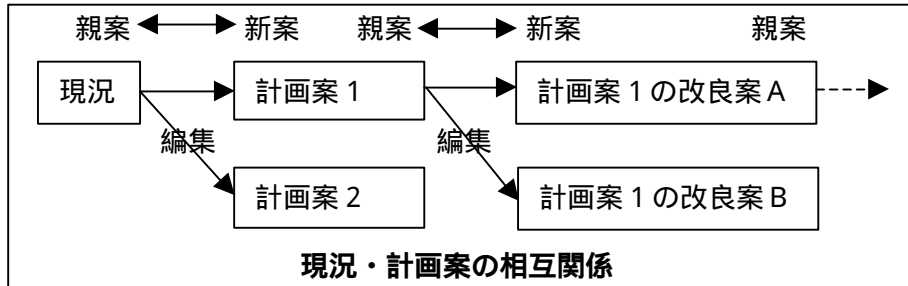 親案 新案 親案 新案 親案
現況 計画案1 計画案1の改良案A
編集 編集
計画案2 計画案1の改良案B
現況・計画案の相互関係